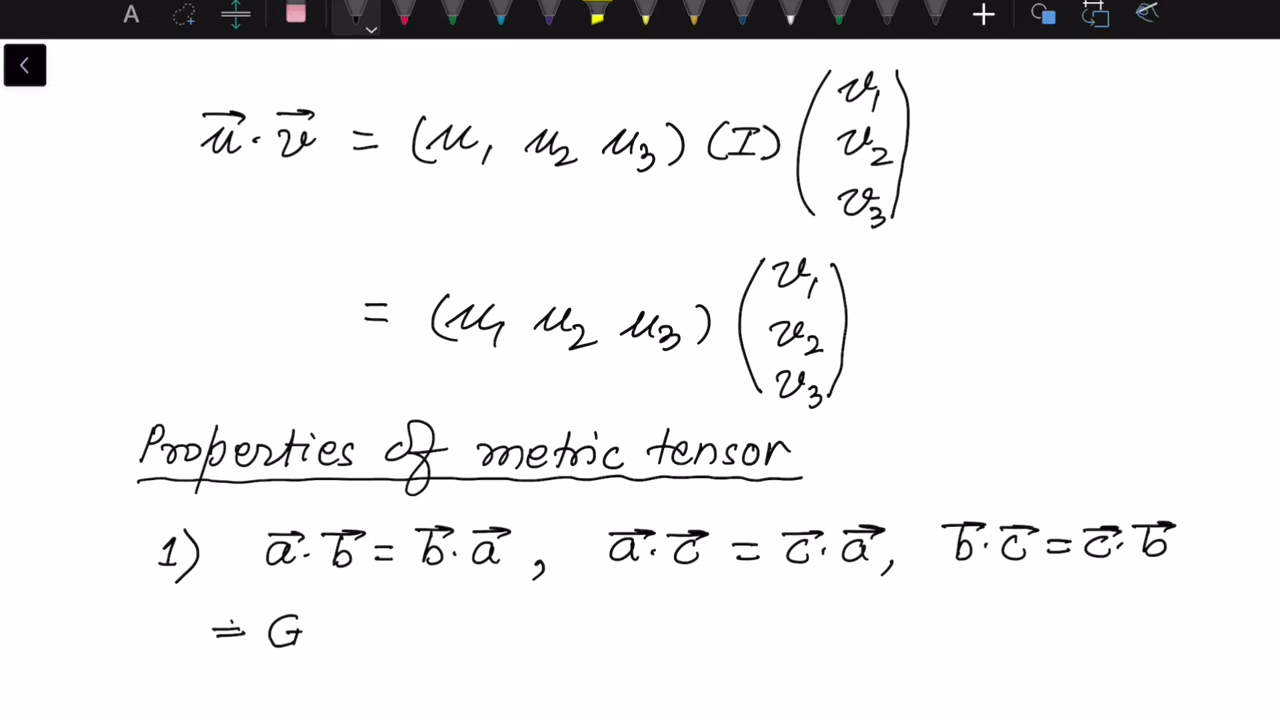 A
u⃗ · v⃗ = (u₁ u₂ u₃) (I) (v₁ v₂ v₃)
= (u₁ u₂ u₃) (v₁ v₂ v₃)
Properties of metric tensor
1) a⃗ · b⃗ = b⃗ · a⃗ , a⃗ · c⃗ = c⃗ · a⃗ , b⃗ · c⃗ = c⃗ · b⃗
≐ G